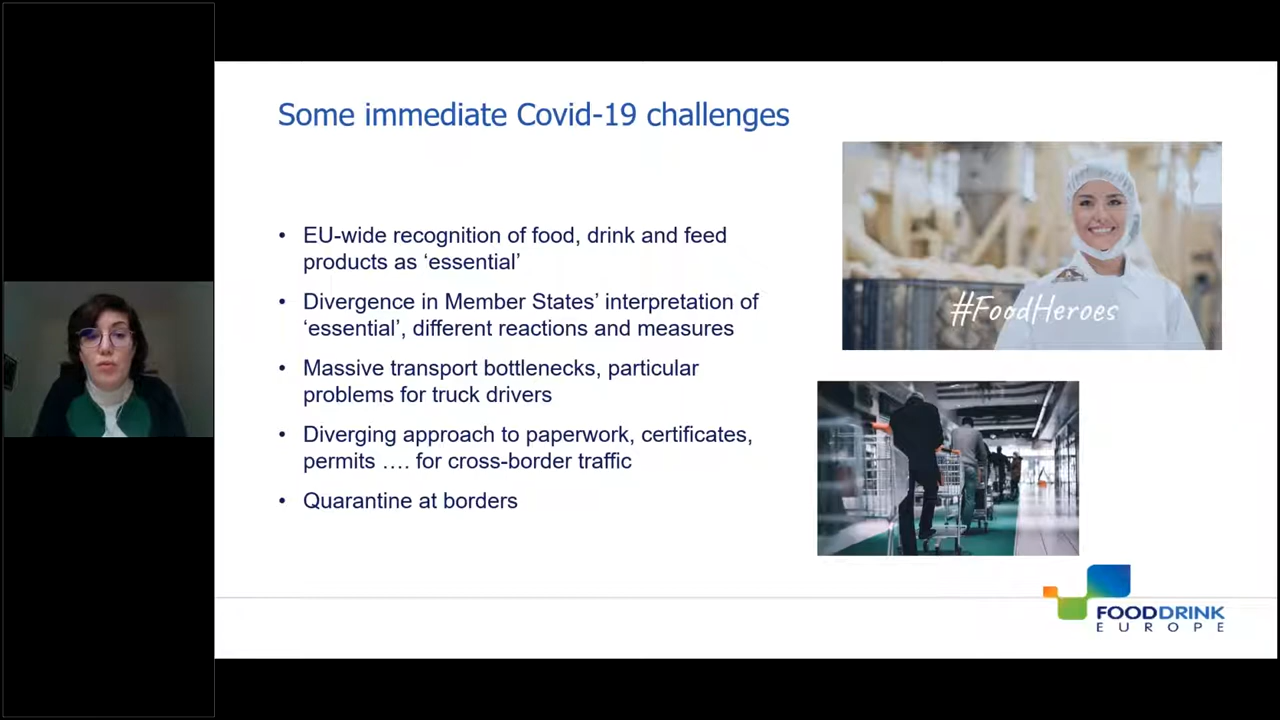 Some immediate Covid-19 challenges
• EU-wide recognition of food, drink and feed
products as ‘essential’
• Divergence in Member States’ interpretation of
‘essential’, different reactions and measures
• Massive transport bottlenecks, particular
problems for truck drivers
• Diverging approach to paperwork, certificates,
permits …. for cross-border traffic
• Quarantine at borders
#FoodHeroes
FOODDRINK
EUROPE